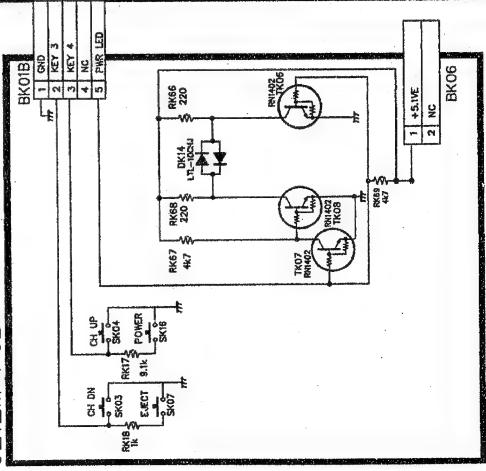 BK01B
1 GND
2 KEY 3
3 KEY 4
4 NC
5 PWR LED
BK06
1 +5.1VE
2 NC
RK66
220
RN1402
TK06
DK14
RK68
220
RN1402
TK08
RK67
4k7
TK07
RN1402
RK69
4k7
CH UP
SK04
POWER
SK16
RK17
9.1k
CH DN
SK03
EJECT
SK07
RK18
1k